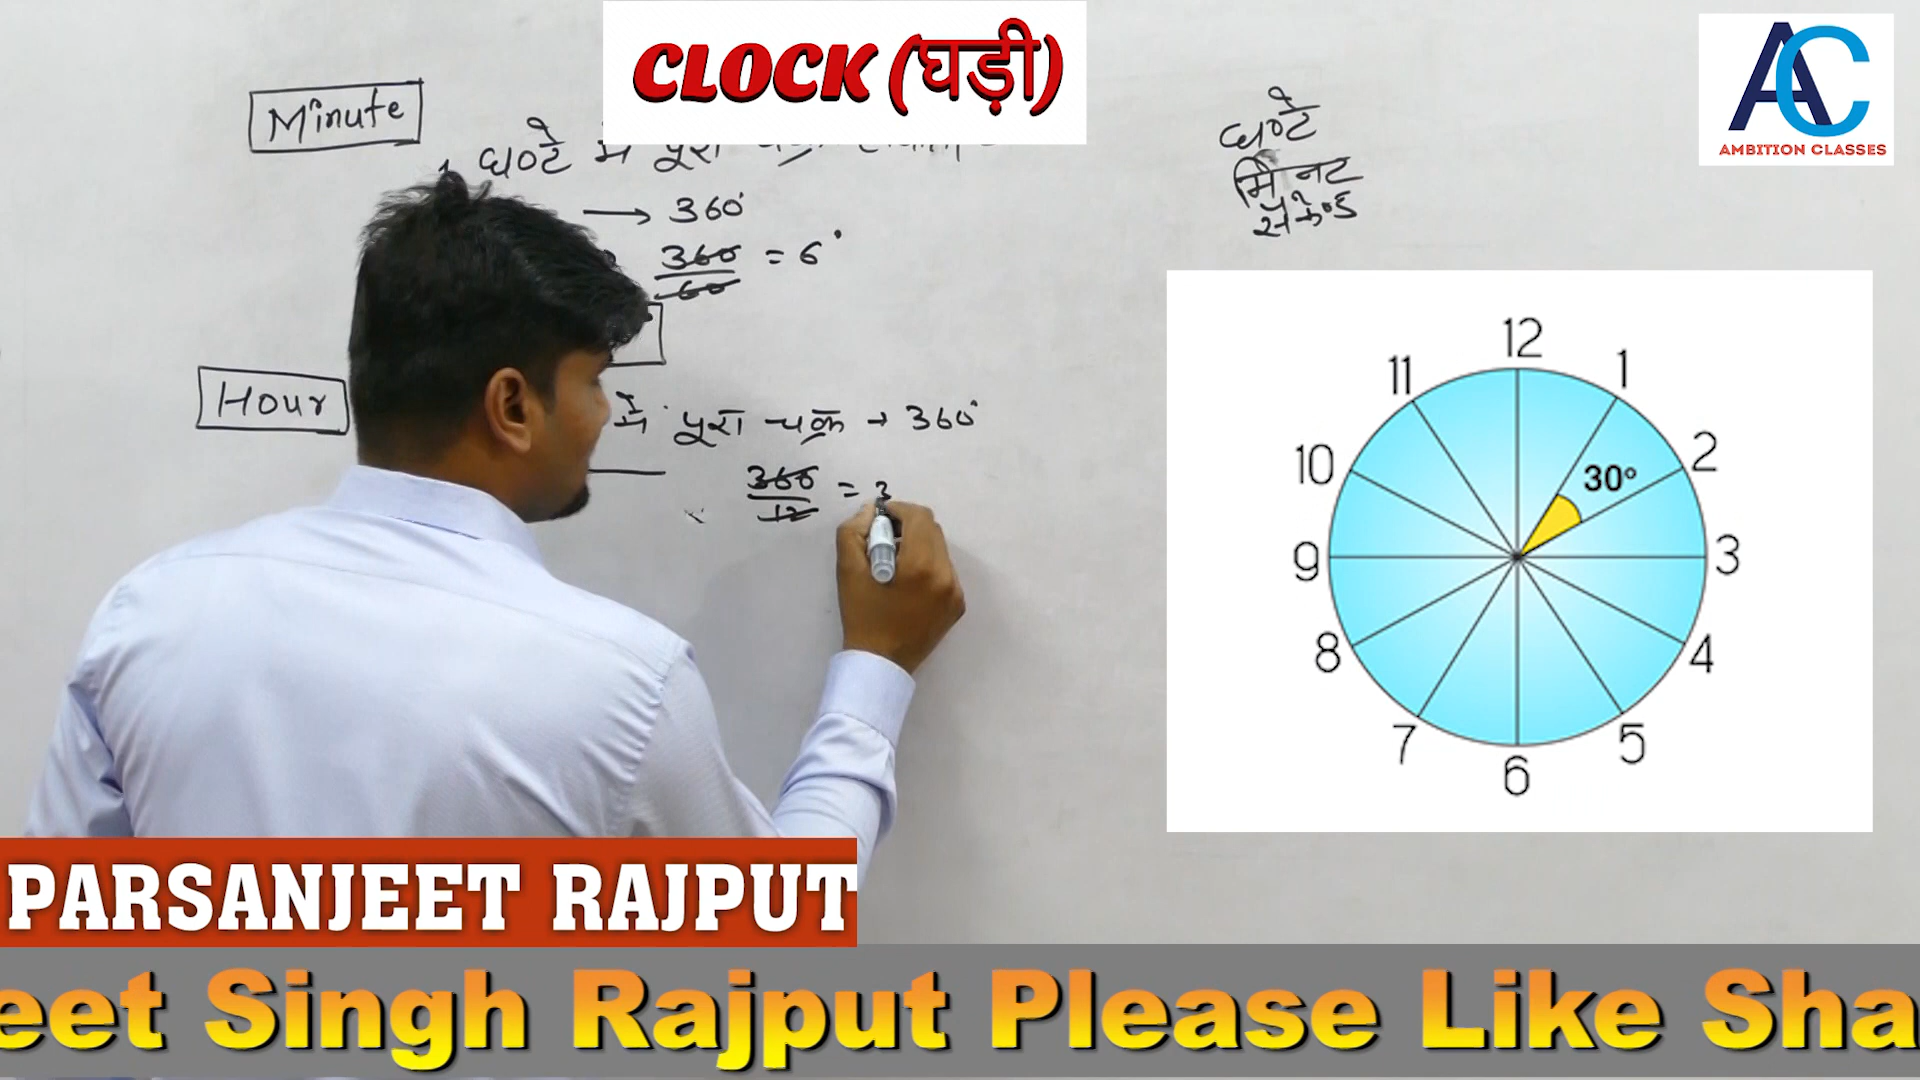 CLOCK (घड़ी)
AC
AMBITION CLASSES
Minute
घण्टे में पूरा
→ 360°
360/60 = 6°
घण्टे
मिनट
सेकेण्ड
Hour
में पूरा चक्र → 360°
360/12 = 3
12
1
2
3
4
5
6
7
8
9
10
11
30°
PARSANJEET RAJPUT
eet Singh Rajput Please Like Sha